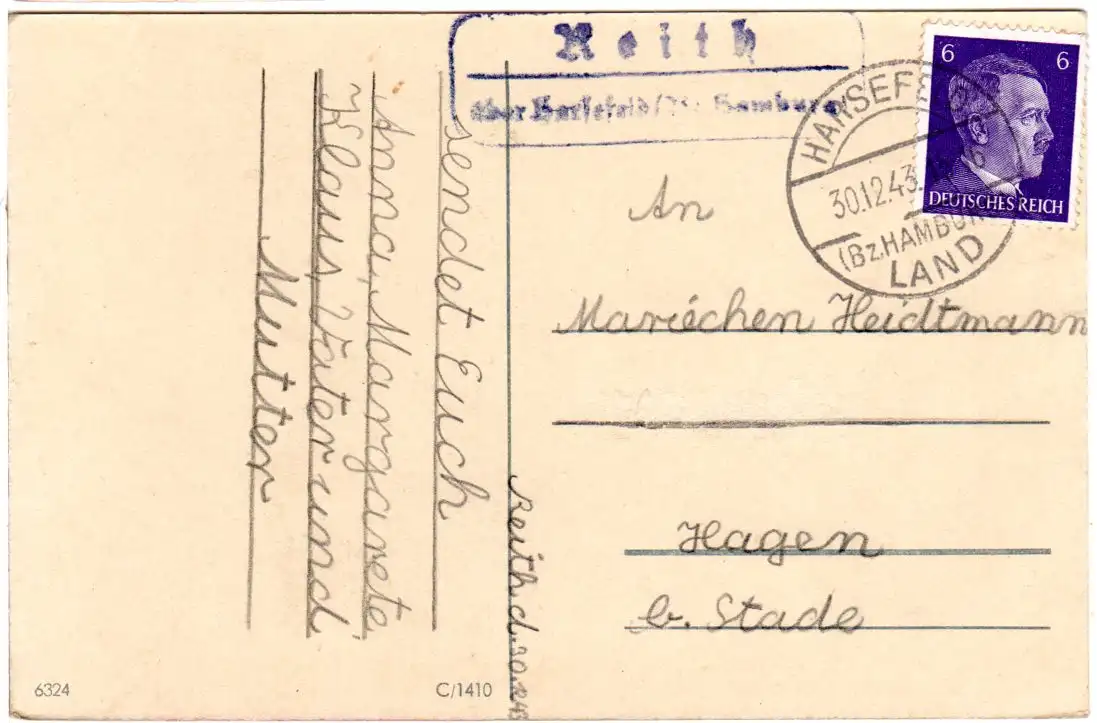 Reith
über Harsefeld/Bz. Hamburg
6 6
DEUTSCHES REICH
HARSEF
30.12.43
(Bz. HAMBUR
LAND
sendet Euch
Anna, Margarete,
Klaus, Vater und
Mutter
Reith. d. 30.12.43
An
Mariechen Heidtmann
Hagen
b. Stade
6324
C/1410